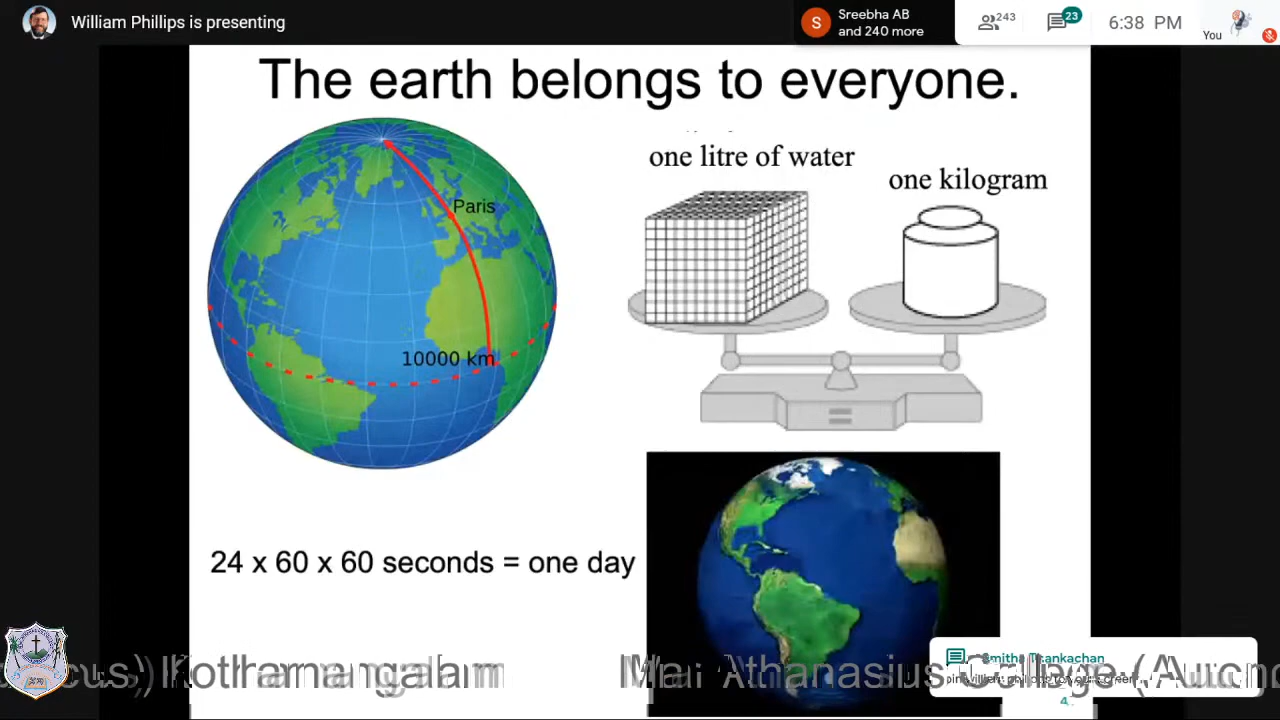 William Phillips is presenting
S
Sreebha AB
and 240 more
243
23
6:38 PM
You
The earth belongs to everyone.
one litre of water
one kilogram
Paris
10000 km
24 x 60 x 60 seconds = one day
Kothamangalam
Mar Athanasius College